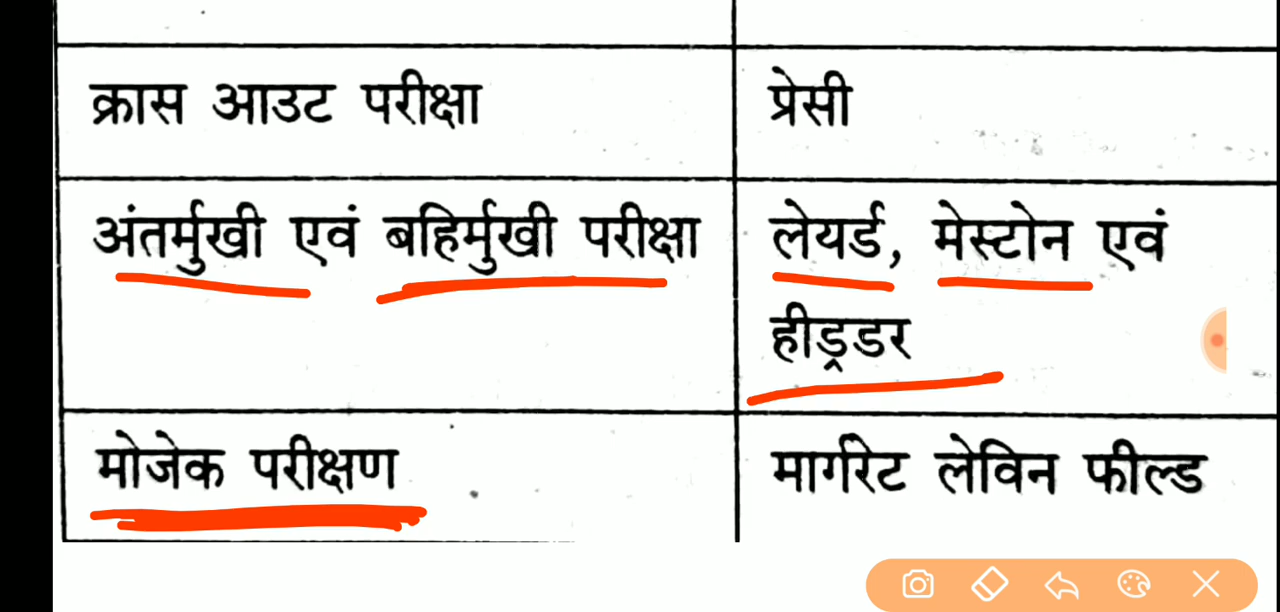 क्रास आउट परीक्षा
प्रेसी
अंतर्मुखी एवं बहिर्मुखी परीक्षा
लेयर्ड, मेस्टोन एवं
हीड्रडर
मोजेक परीक्षण
मार्गरेट लेविन फील्ड